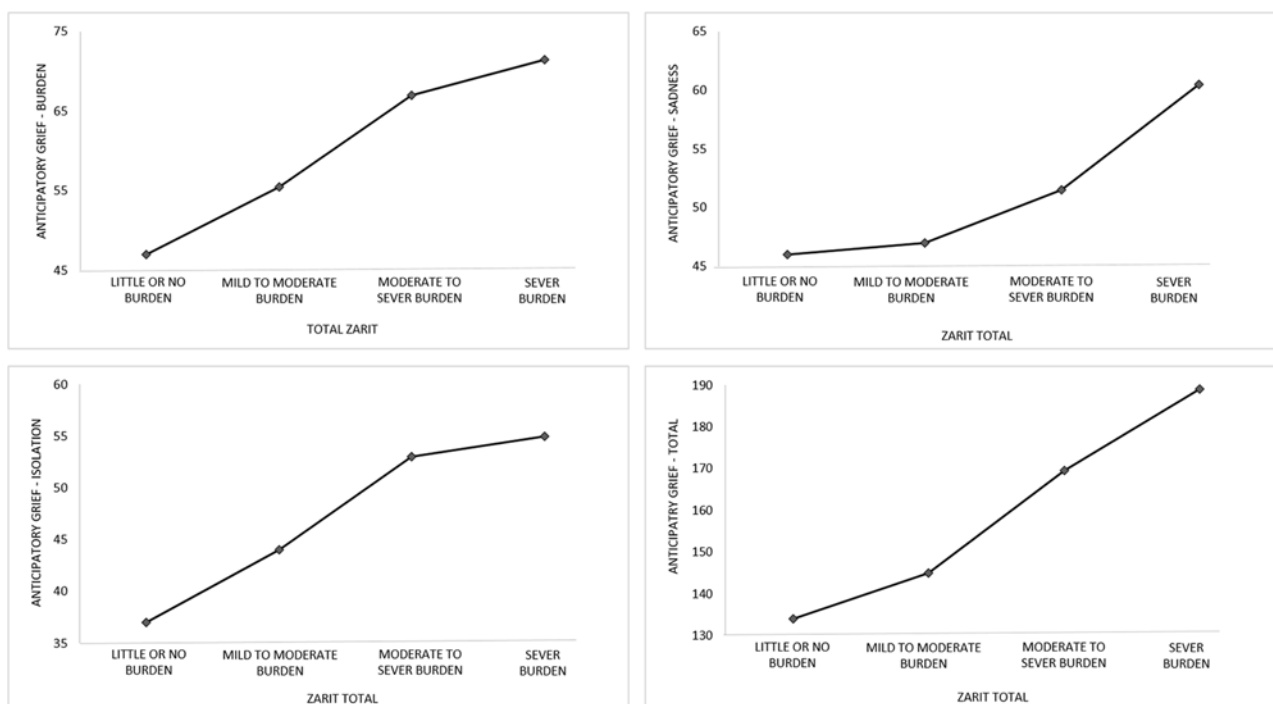 75
65
55
45
ANTICIPATORY GRIEF - BURDEN
LITTLE OR NO
BURDEN
MILD TO MODERATE
BURDEN
MODERATE TO
SEVER BURDEN
SEVER
BURDEN
TOTAL ZARIT
65
60
55
50
45
ANTICIPATORY GRIEF - SADNESS
LITTLE OR NO
BURDEN
MILD TO MODERATE
BURDEN
MODERATE TO
SEVER BURDEN
SEVER
BURDEN
ZARIT TOTAL
60
55
50
45
40
35
ANTICIPATORY GRIEF - ISOLATION
LITTLE OR NO
BURDEN
MILD TO MODERATE
BURDEN
MODERATE TO
SEVER BURDEN
SEVER
BURDEN
ZARIT TOTAL
190
180
170
160
150
140
130
ANTICIPATRY GRIEF - TOTAL
LITTLE OR NO
BURDEN
MILD TO MODERATE
BURDEN
MODERATE TO
SEVER BURDEN
SEVER
BURDEN
ZARIT TOTAL